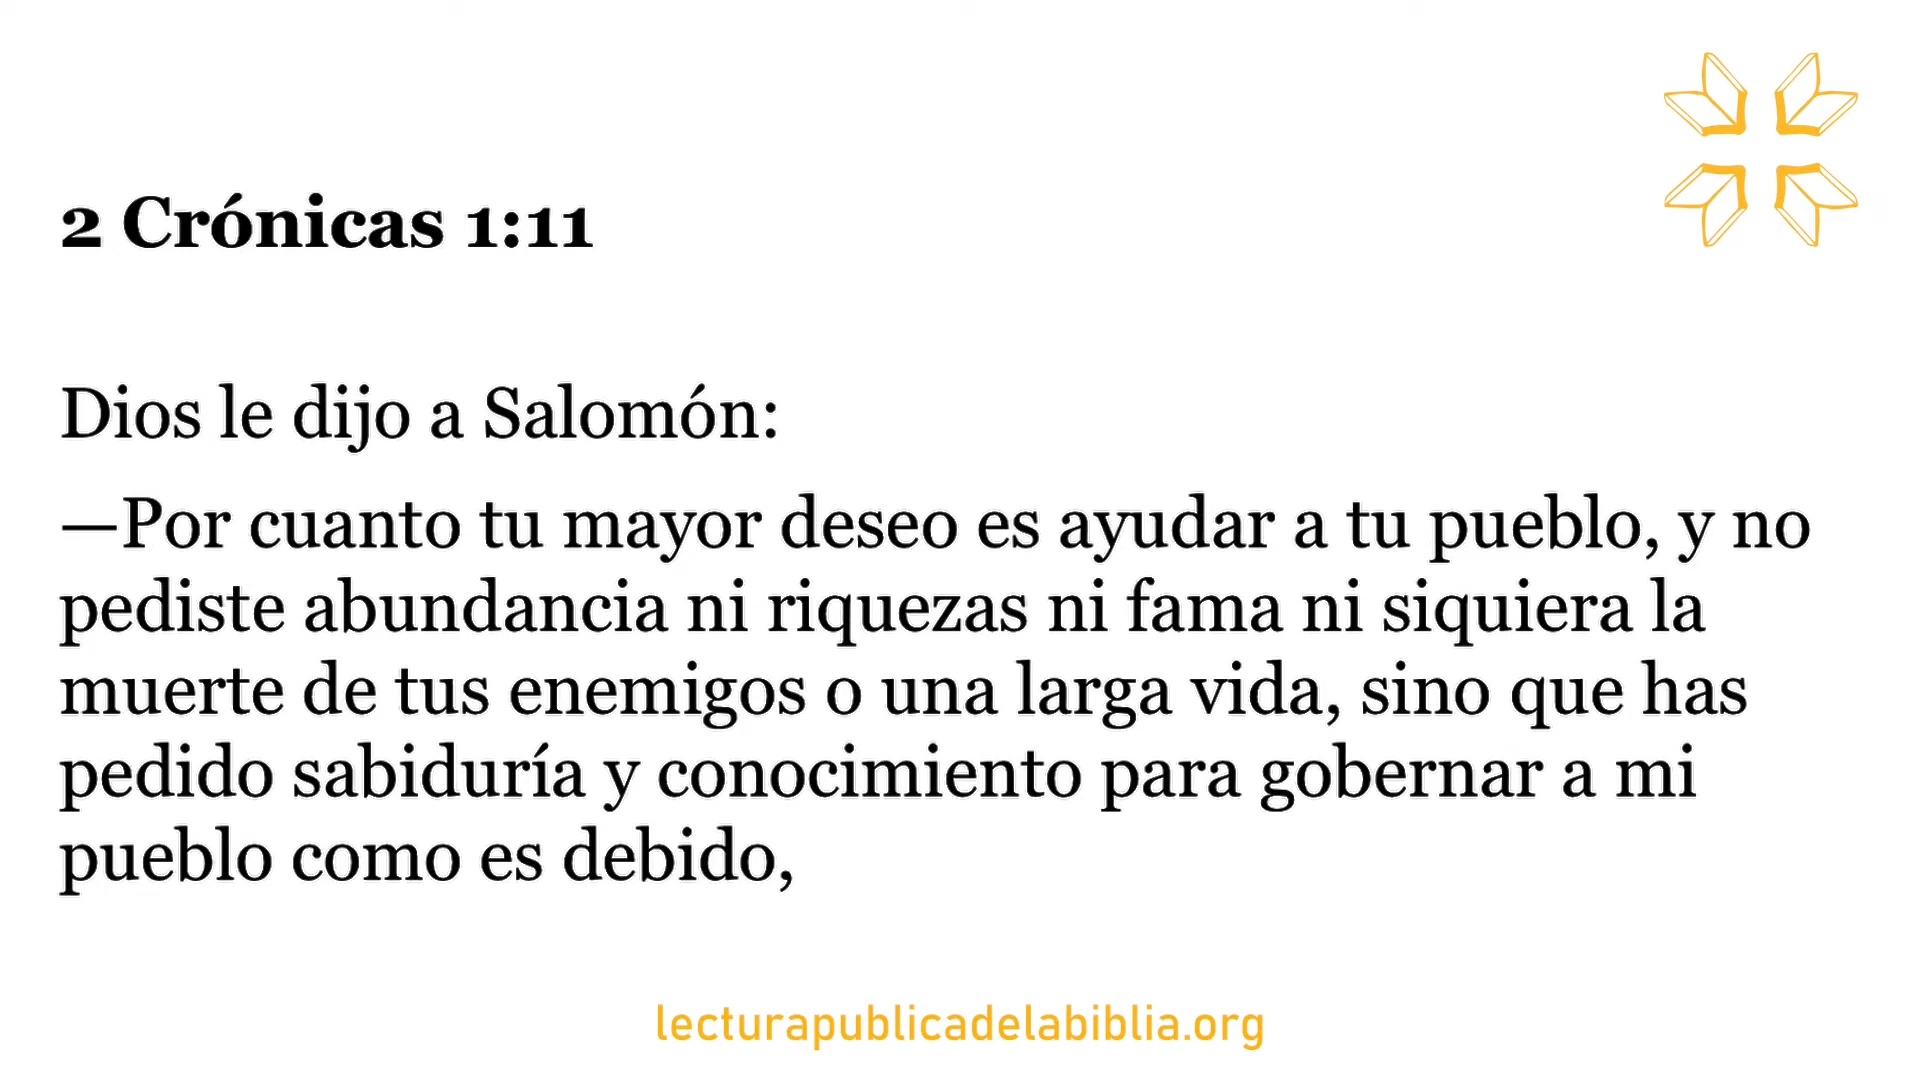 2 Crónicas 1:11
Dios le dijo a Salomón:
—Por cuanto tu mayor deseo es ayudar a tu pueblo, y no
pediste abundancia ni riquezas ni fama ni siquiera la
muerte de tus enemigos o una larga vida, sino que has
pedido sabiduría y conocimiento para gobernar a mi
pueblo como es debido,
lecturapublicadelabiblia.org